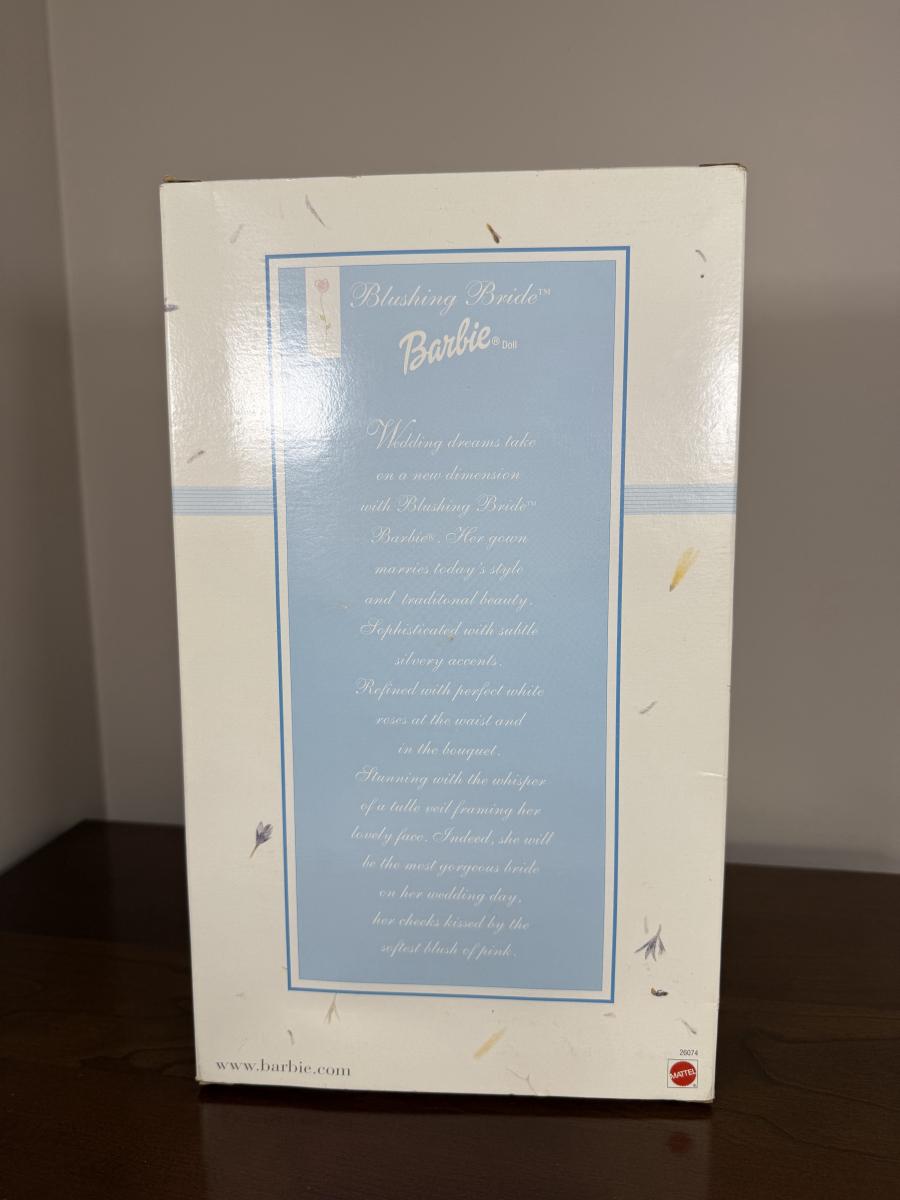 Blushing Bride™
Barbie® Doll
Wedding dreams take
on a new dimension
with Blushing Bride™
Barbie®. Her gown
marries today's style
and traditonal beauty.
Sophisticated with subtle
silvery accents.
Refined with perfect white
roses at the waist and
in the bouquet.
Stunning with the whisper
of a tulle veil framing her
lovely face. Indeed, she will
be the most gorgeous bride
on her wedding day,
her cheeks kissed by the
softest blush of pink.
www.barbie.com
26074
MATTEL